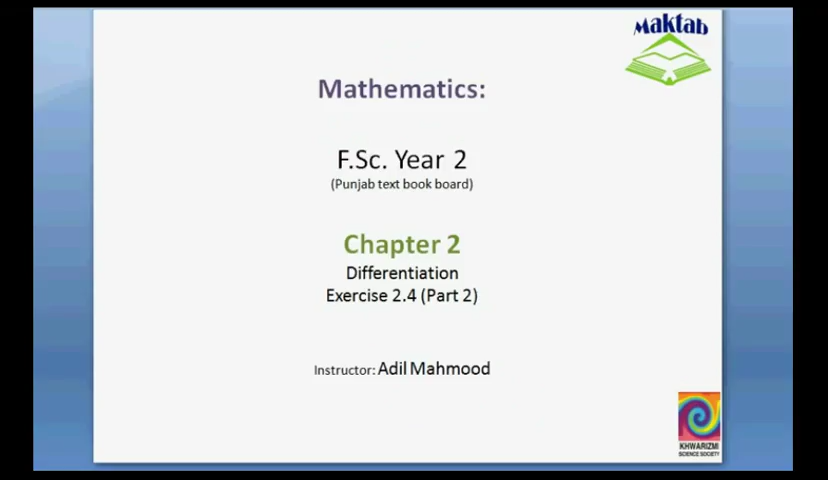 Maktab
Mathematics:
F.Sc. Year 2
(Punjab text book board)
Chapter 2
Differentiation
Exercise 2.4 (Part 2)
Instructor: Adil Mahmood
KHWARIZMI
SCIENCE SOCIETY